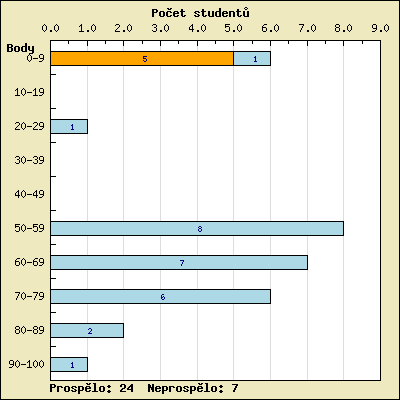 Počet studentů
0.0 1.0 2.0 3.0 4.0 5.0 6.0 7.0 8.0 9.0
Body
0-9 5 1
10-19
20-29 1
30-39
40-49
50-59 8
60-69 7
70-79 6
80-89 2
90-100 1
Prospělo: 24 Neprospělo: 7